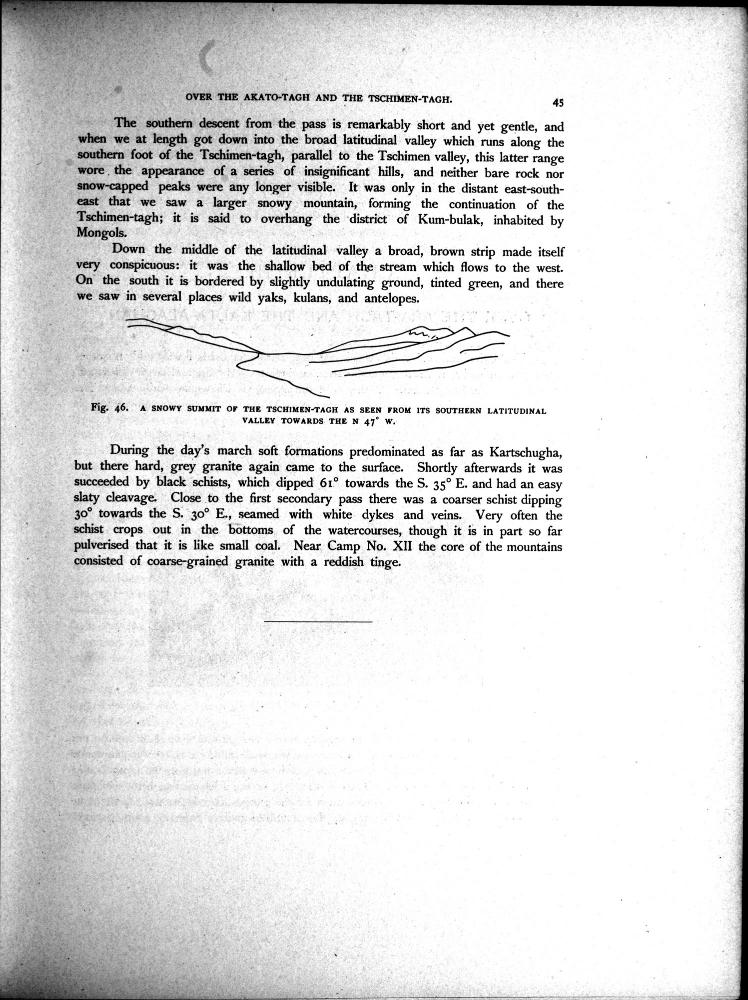 OVER THE AKATO-TAGH AND THE TSCHIMEN-TAGH.
45
The southern descent from the pass is remarkably short and yet gentle, and
when we at length got down into the broad latitudinal valley which runs along the
southern foot of the Tschimen-tagh, parallel to the Tschimen valley, this latter range
wore the appearance of a series of insignificant hills, and neither bare rock nor
snow-capped peaks were any longer visible. It was only in the distant east-south-
east that we saw a larger snowy mountain, forming the continuation of the
Tschimen-tagh; it is said to overhang the district of Kum-bulak, inhabited by
Mongols.
Down the middle of the latitudinal valley a broad, brown strip made itself
very conspicuous: it was the shallow bed of the stream which flows to the west.
On the south it is bordered by slightly undulating ground, tinted green, and there
we saw in several places wild yaks, kulans, and antelopes.
Fig. 46. A SNOWY SUMMIT OF THE TSCHIMEN-TAGH AS SEEN FROM ITS SOUTHERN LATITUDINAL
VALLEY TOWARDS THE N 47° W.
During the day's march soft formations predominated as far as Kartschugha,
but there hard, grey granite again came to the surface. Shortly afterwards it was
succeeded by black schists, which dipped 61° towards the S. 35° E. and had an easy
slaty cleavage. Close to the first secondary pass there was a coarser schist dipping
30° towards the S. 30° E., seamed with white dykes and veins. Very often the
schist crops out in the bottoms of the watercourses, though it is in part so far
pulverised that it is like small coal. Near Camp No. XII the core of the mountains
consisted of coarse-grained granite with a reddish tinge.